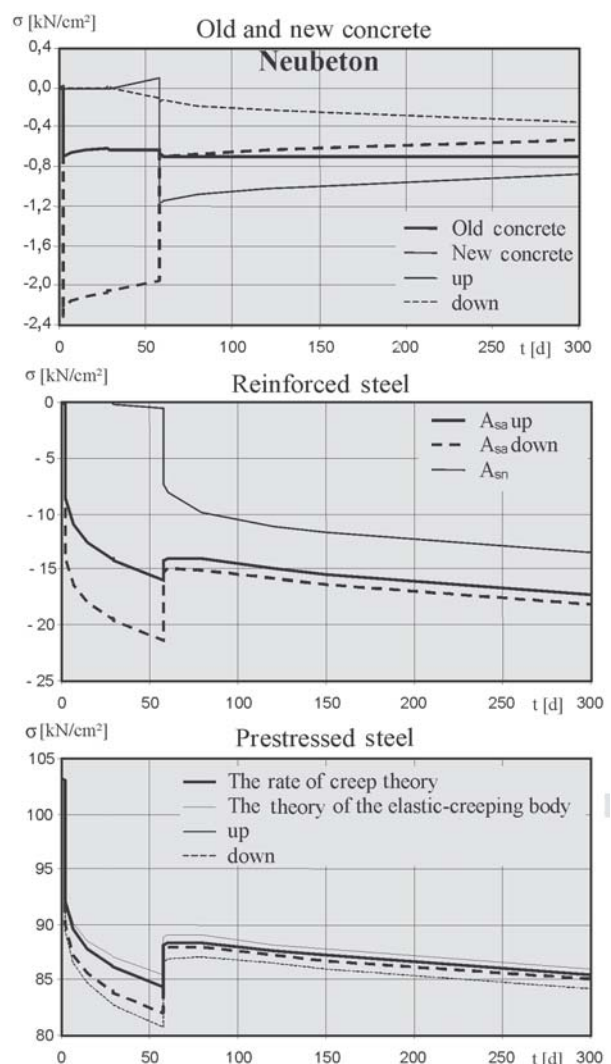 σ [kN/cm²]
Old and new concrete
Neubeton
0,4
0,0
-0,4
-0,8
-1,2
-1,6
-2,0
-2,4
Old concrete
New concrete
up
down
0 50 100 150 200 250 300
t [d]
σ [kN/cm²]
Reinforced steel
0
- 5
-10
-15
- 20
- 25
Asa up
Asa down
Asn
0 50 100 150 200 250 300
t [d]
σ [kN/cm²]
Prestressed steel
105
100
95
90
85
80
The rate of creep theory
The theory of the elastic-creeping body
up
down
0 50 100 150 200 250 300
t [d]